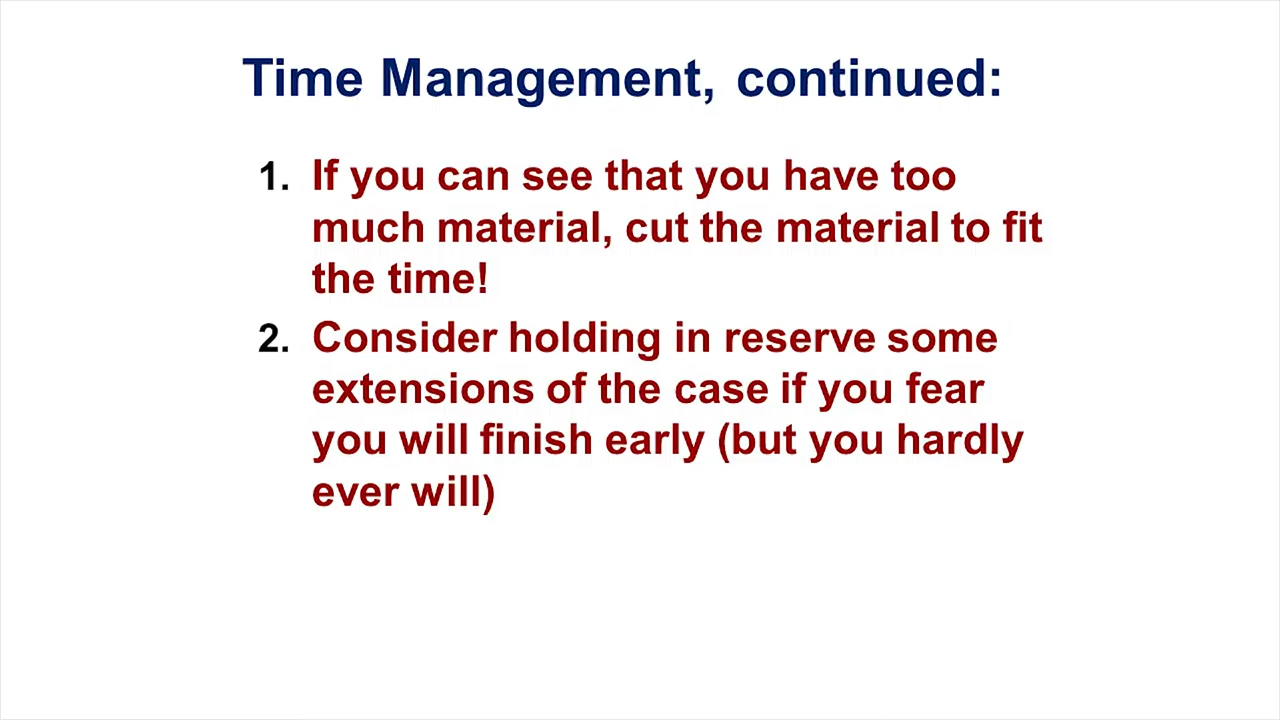 Time Management, continued:
1. If you can see that you have too
much material, cut the material to fit
the time!
2. Consider holding in reserve some
extensions of the case if you fear
you will finish early (but you hardly
ever will)